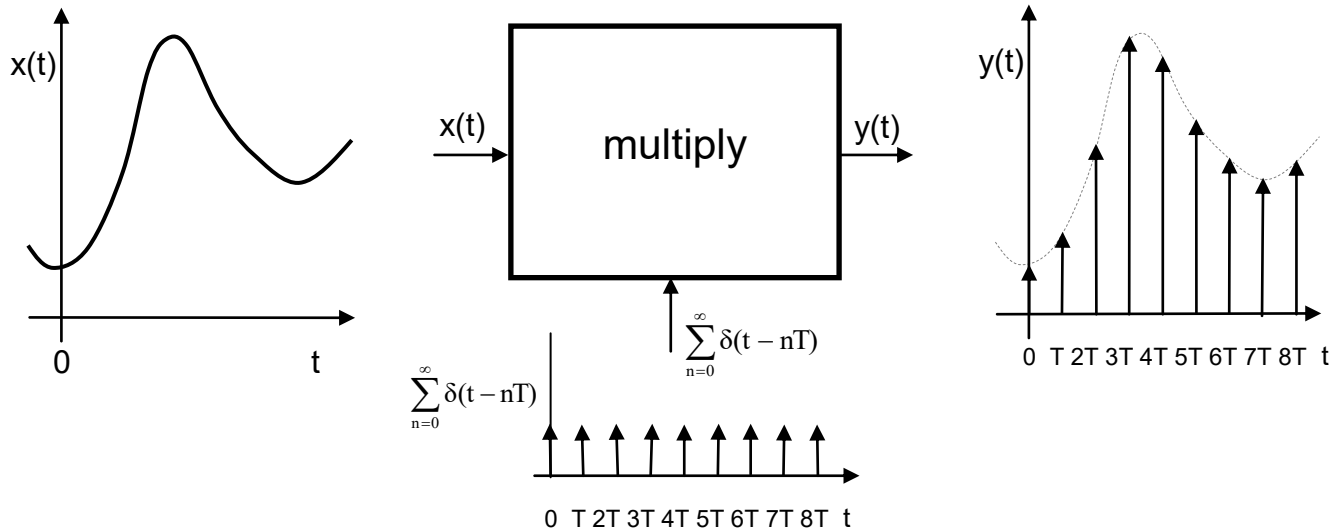 x(t)
0
t
x(t)
multiply
y(t)
∞
∑ δ(t − nT)
n=0
∞
∑ δ(t − nT)
n=0
0 T 2T 3T 4T 5T 6T 7T 8T t
y(t)
0 T 2T 3T 4T 5T 6T 7T 8T t